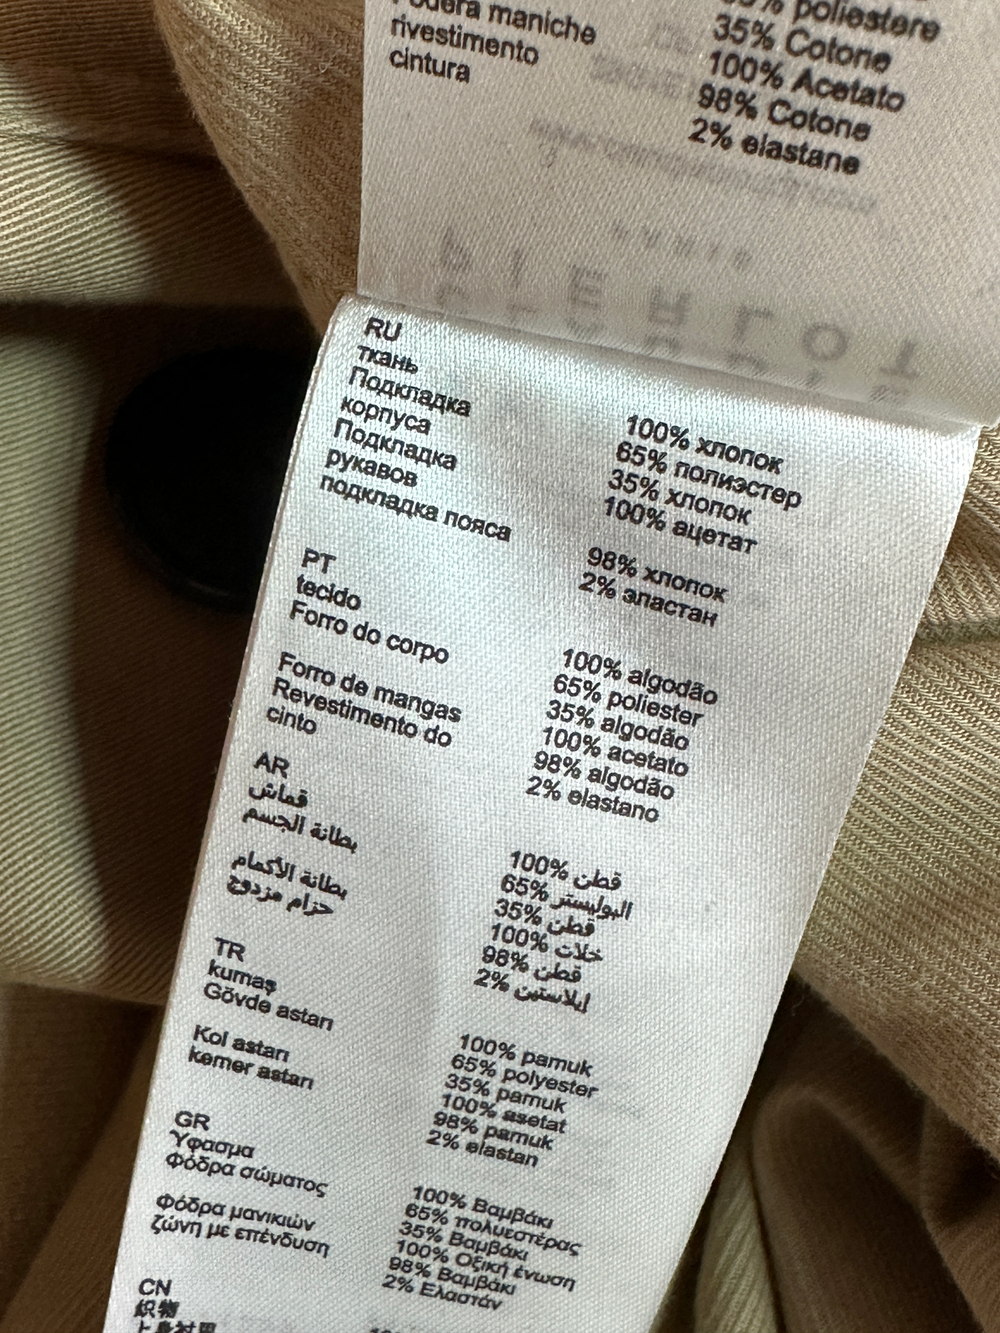 Fodera maniche
rivestimento
cintura
poliestere
35% Cotone
100% Acetato
98% Cotone
2% elastane
RU
ткань
Подкладка
корпуса
Подкладка
рукавов
подкладка пояса
100% хлопок
65% полиэстер
35% хлопок
100% ацетат
98% хлопок
2% эластан
PT
tecido
Forro do corpo
Forro de mangas
Revestimento do
cinto
100% algodão
65% poliester
35% algodão
100% acetato
98% algodão
2% elastano
AR
قماش
بطانة الجسم
بطانة الأكمام
حزام مزدوج
100% قطن
65% البوليستر
35% قطن
100% خلات
98% قطن
2% إيلاستين
TR
kumaş
Gövde astarı
Kol astarı
kemer astarı
100% pamuk
65% polyester
35% pamuk
100% asetat
98% pamuk
2% elastan
GR
Ύφασμα
Φόδρα σώματος
Φόδρα μανικιών
ζώνη με επένδυση
100% Βαμβάκι
65% πολυεστέρας
35% Βαμβάκι
100% Οξική ένωση
98% Βαμβάκι
2% Ελαστάν
CN
织物
上身衬里